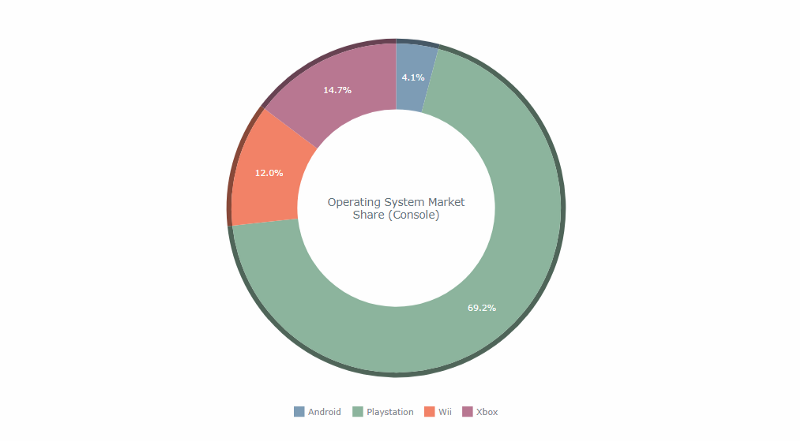 4.1%
14.7%
12.0%
Operating System Market
Share (Console)
69.2%
Android Playstation Wii Xbox